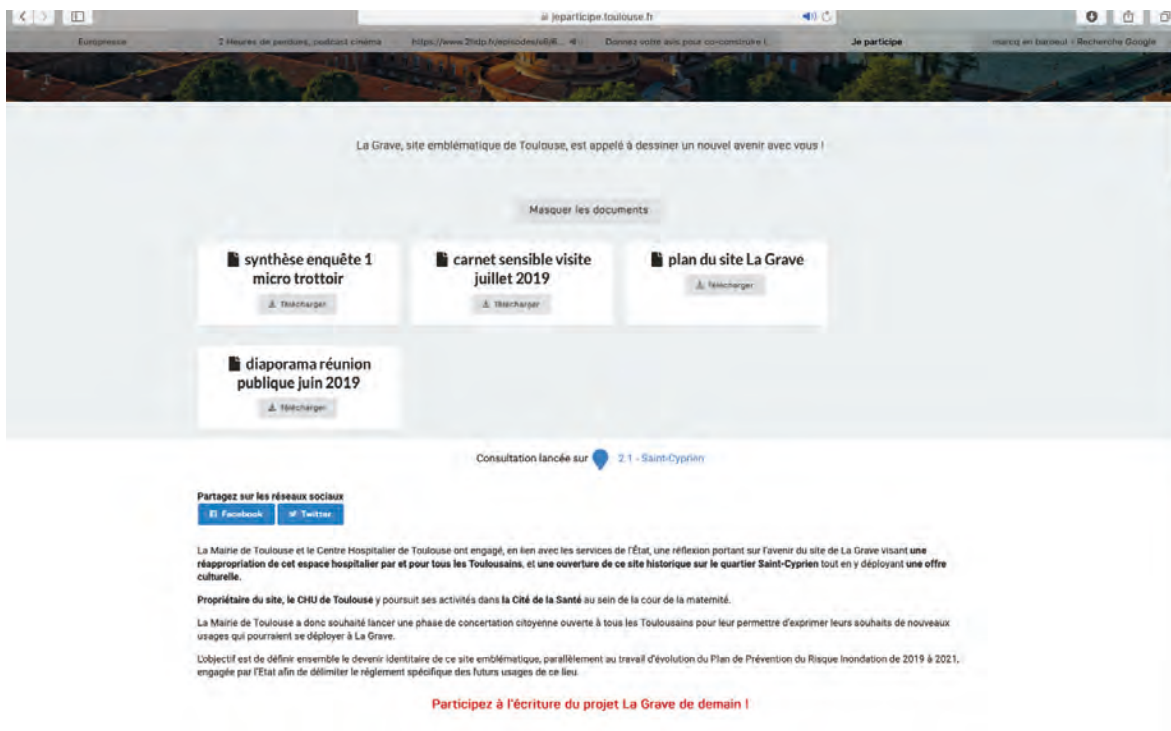 jeparticipe.toulouse.fr
Europresse
2 Heures de perdues, podcast cinéma
Donnez votre avis pour co-construire l...
Je participe
marcq en baroeul - Recherche Google
La Grave, site emblématique de Toulouse, est appelé à dessiner un nouvel avenir avec vous !
Masquer les documents
synthèse enquête 1
micro trottoir
Télécharger
carnet sensible visite
juillet 2019
Télécharger
plan du site La Grave
Télécharger
diaporama réunion
publique juin 2019
Télécharger
Consultation lancée sur 2.1 - Saint-Cyprien
Partagez sur les réseaux sociaux
Facebook
Twitter
La Mairie de Toulouse et le Centre Hospitalier de Toulouse ont engagé, en lien avec les services de l'État, une réflexion portant sur l'avenir du site de La Grave visant une
réappropriation de cet espace hospitalier par et pour tous les Toulousains, et une ouverture de ce site historique sur le quartier Saint-Cyprien tout en y déployant une offre
culturelle.
Propriétaire du site, le CHU de Toulouse y poursuit ses activités dans la Cité de la Santé au sein de la cour de la maternité.
La Mairie de Toulouse a donc souhaité lancer une phase de concertation citoyenne ouverte à tous les Toulousains pour leur permettre d'exprimer leurs souhaits de nouveaux
usages qui pourraient se déployer à La Grave.
L'objectif est de définir ensemble le devenir identitaire de ce site emblématique, parallèlement au travail d'évolution du Plan de Prévention du Risque Inondation de 2019 à 2021,
engagée par l'Etat afin de délimiter le réglement spécifique des futurs usages de ce lieu.
Participez à l'écriture du projet La Grave de demain !